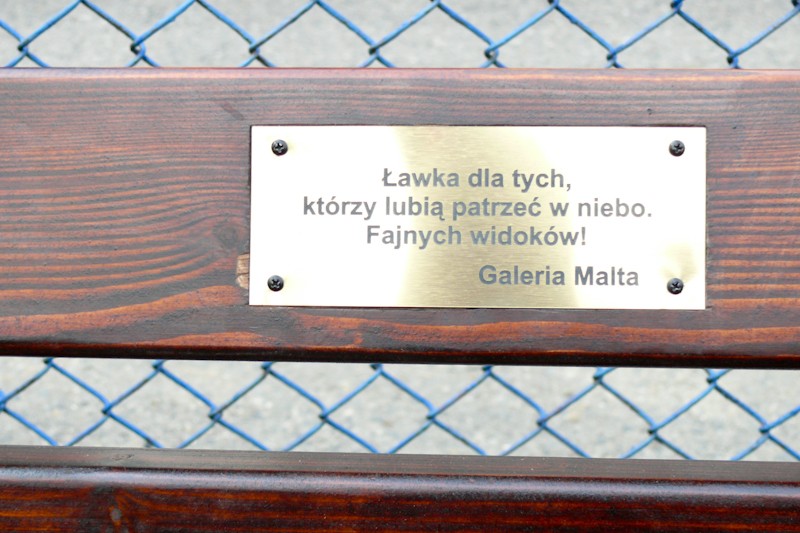 Ławka dla tych,
którzy lubią patrzeć w niebo.
Fajnych widoków!
Galeria Malta